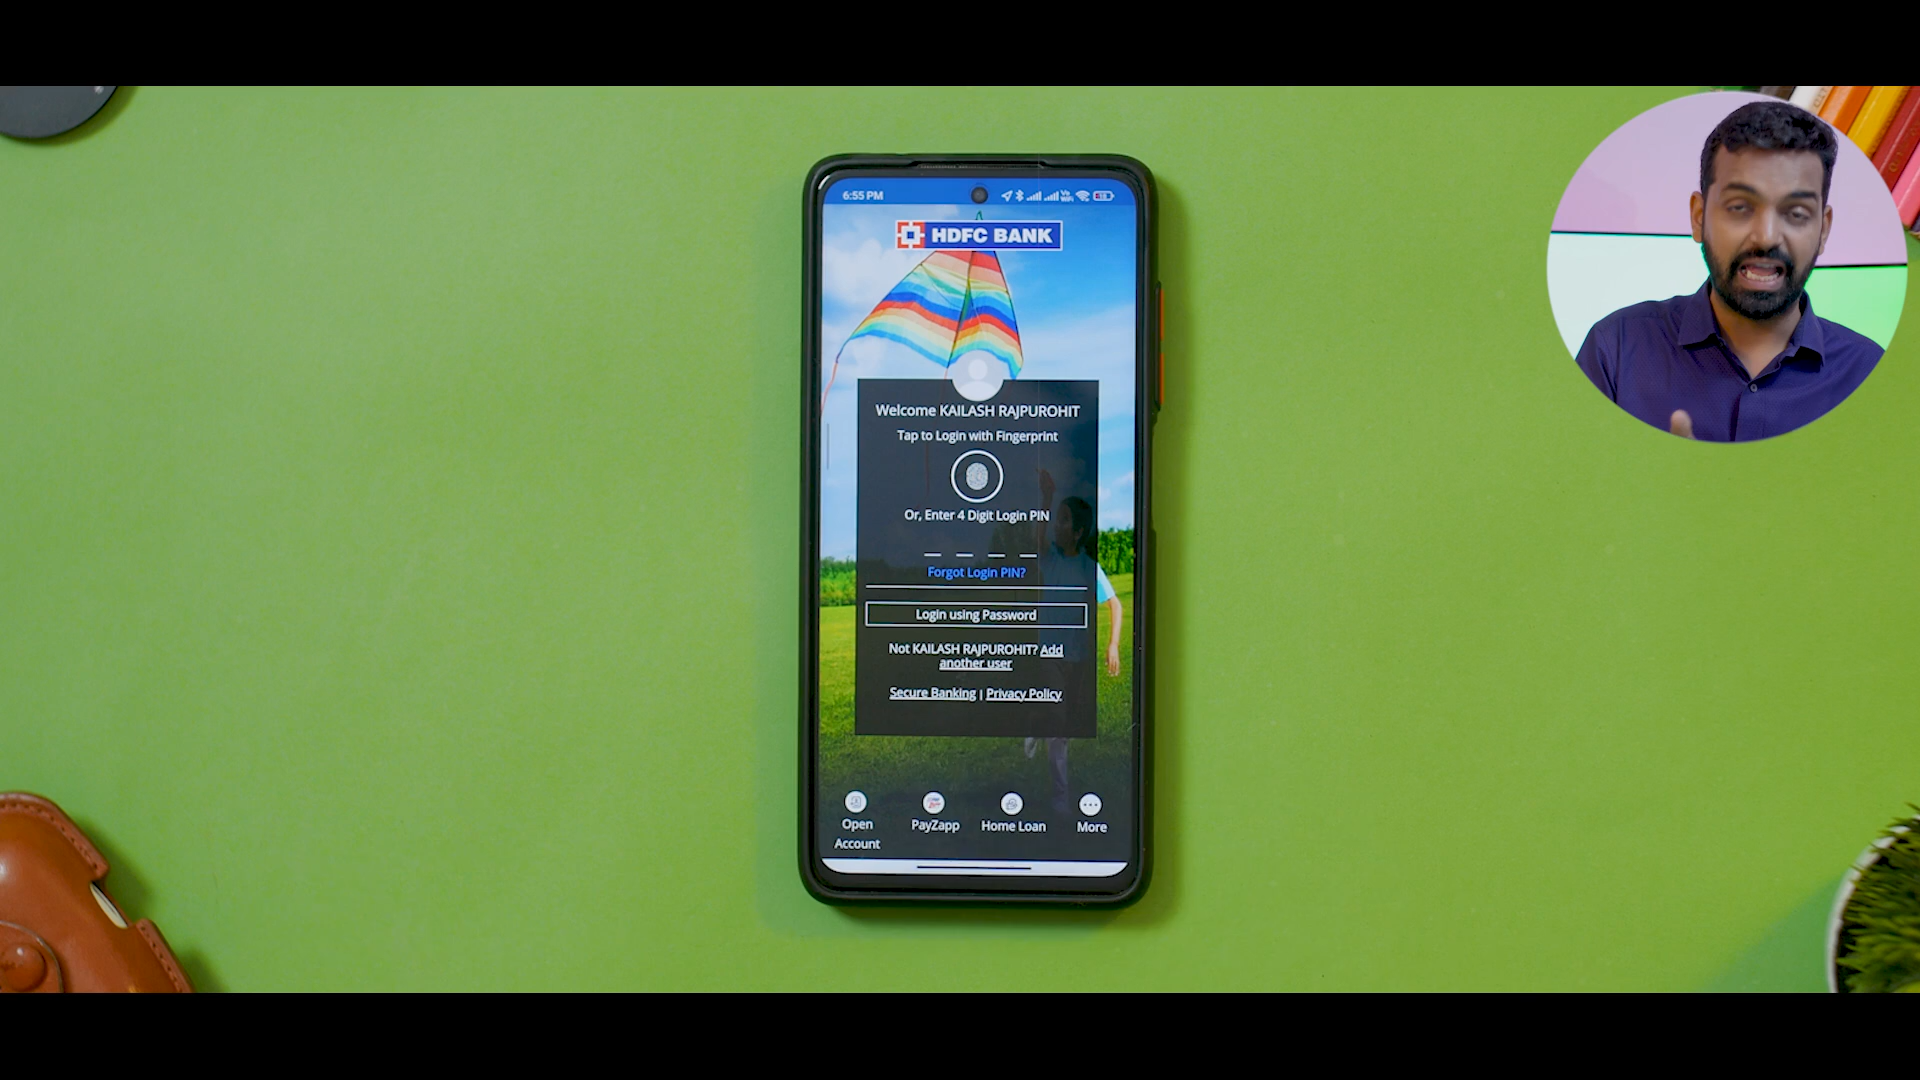 6:55 PM
HDFC BANK
Welcome KAILASH RAJPUROHIT
Tap to Login with Fingerprint
Or, Enter 4 Digit Login PIN
Forgot Login PIN?
Login using Password
Not KAILASH RAJPUROHIT? Add
another user
Secure Banking | Privacy Policy
Open
Account
PayZapp
Home Loan
More